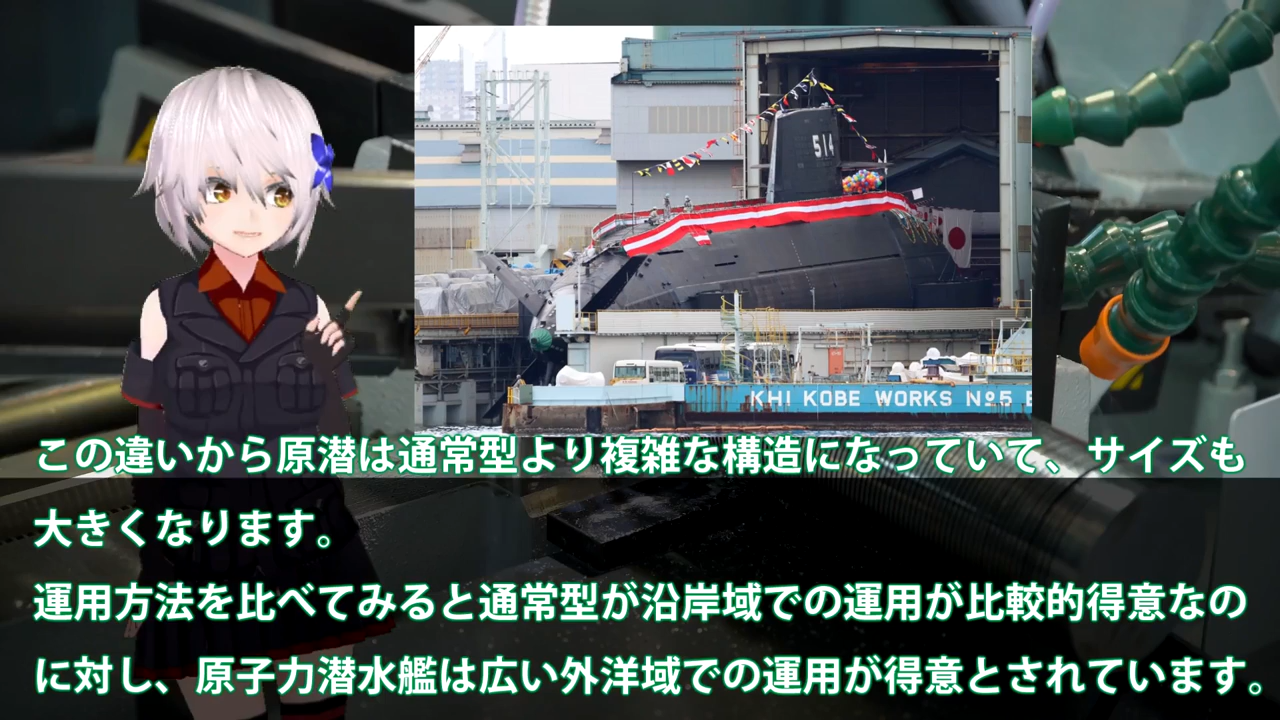 514
KHI KOBE WORKS No5
この違いから原潜は通常型より複雑な構造になっていて、サイズも
大きくなります。
運用方法を比べてみると通常型が沿岸域での運用が比較的得意なの
に対し、原子力潜水艦は広い外洋域での運用が得意とされています。